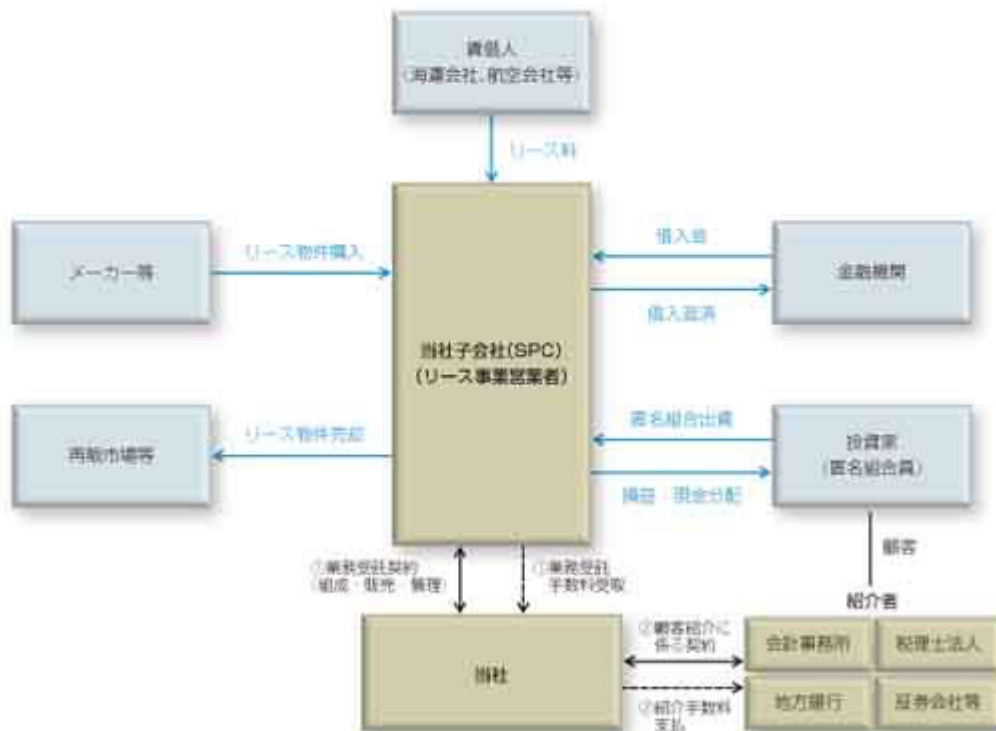 賃借人
(海運会社、航空会社等)
リース料
メーカー等
リース物件購入
借入金
金融機関
借入返済
当社子会社(SPC)
(リース事業営業者)
再販市場等
リース物件売却
匿名組合出資
投資家
(匿名組合員)
損益・現金分配
顧客
①業務受託契約
(組成・販売・管理)
①業務受託
手数料受取
紹介者
当社
②顧客紹介に
係る契約
②紹介手数料
支払
会計事務所
税理士法人
地方銀行
証券会社等